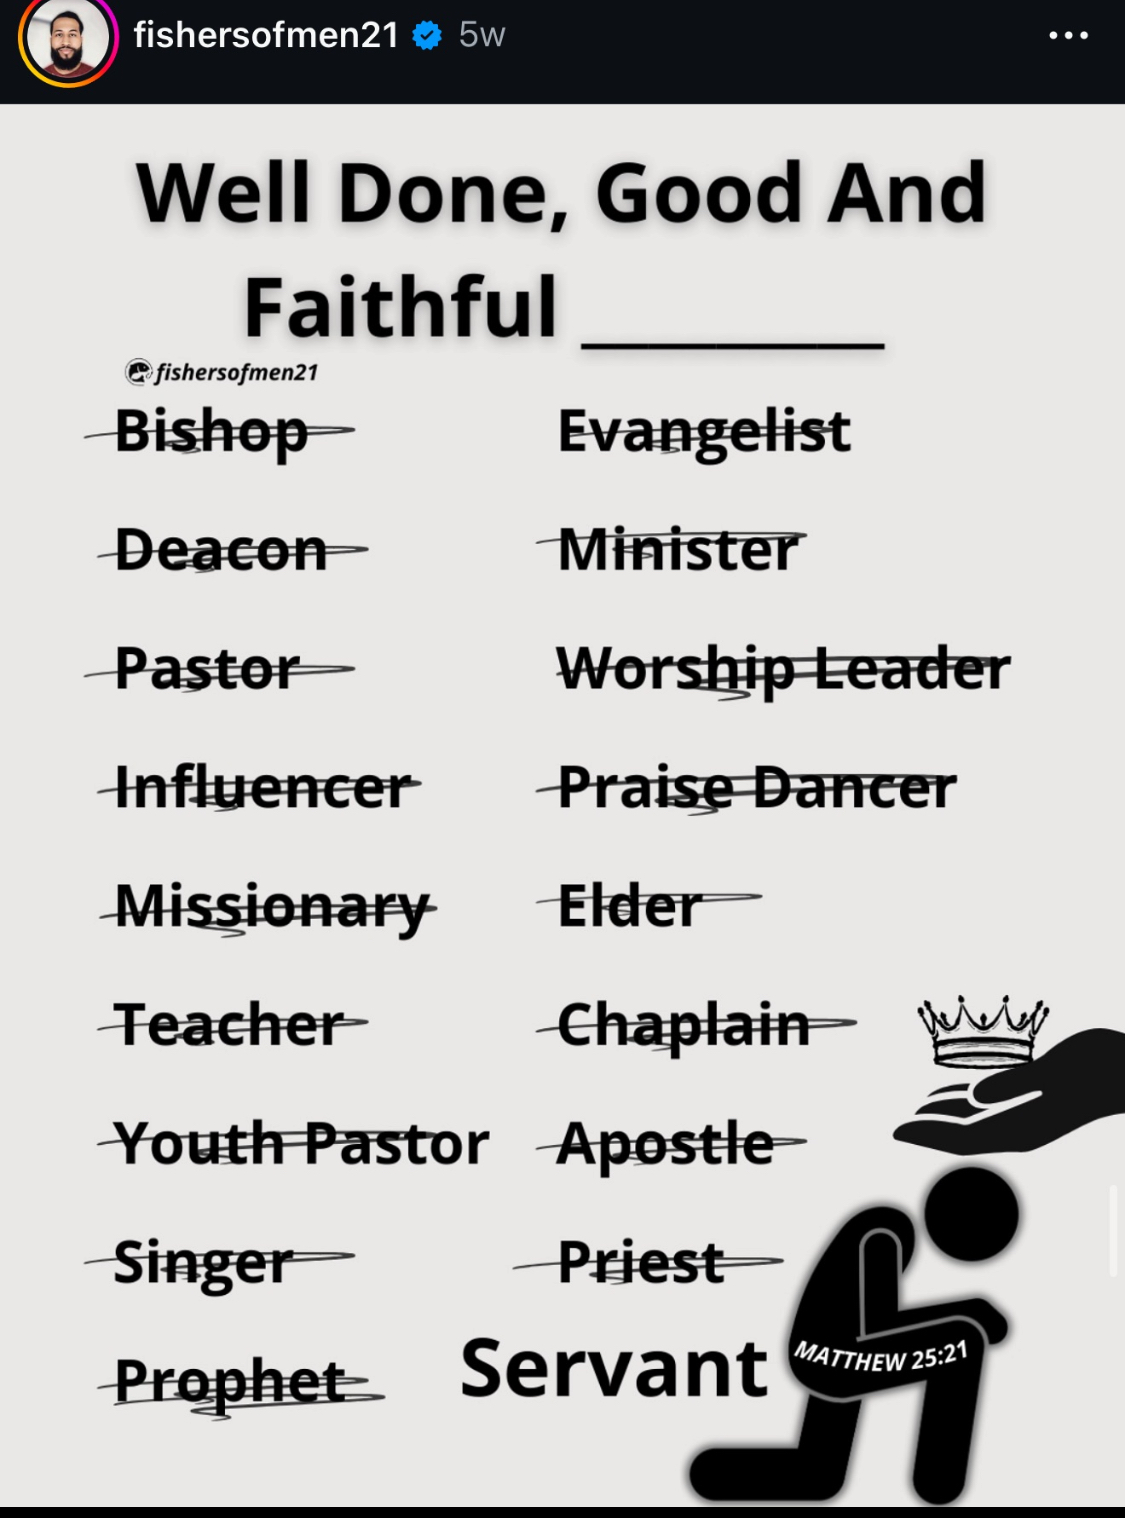 fishersofmen21 5w
Well Done, Good And
Faithful ________
fishersofmen21
Bishop
Evangelist
Deacon
Minister
Pastor
Worship Leader
Influencer
Praise Dancer
Missionary
Elder
Teacher
Chaplain
Youth Pastor
Apostle
Singer
Priest
Prophet
Servant
MATTHEW 25:21